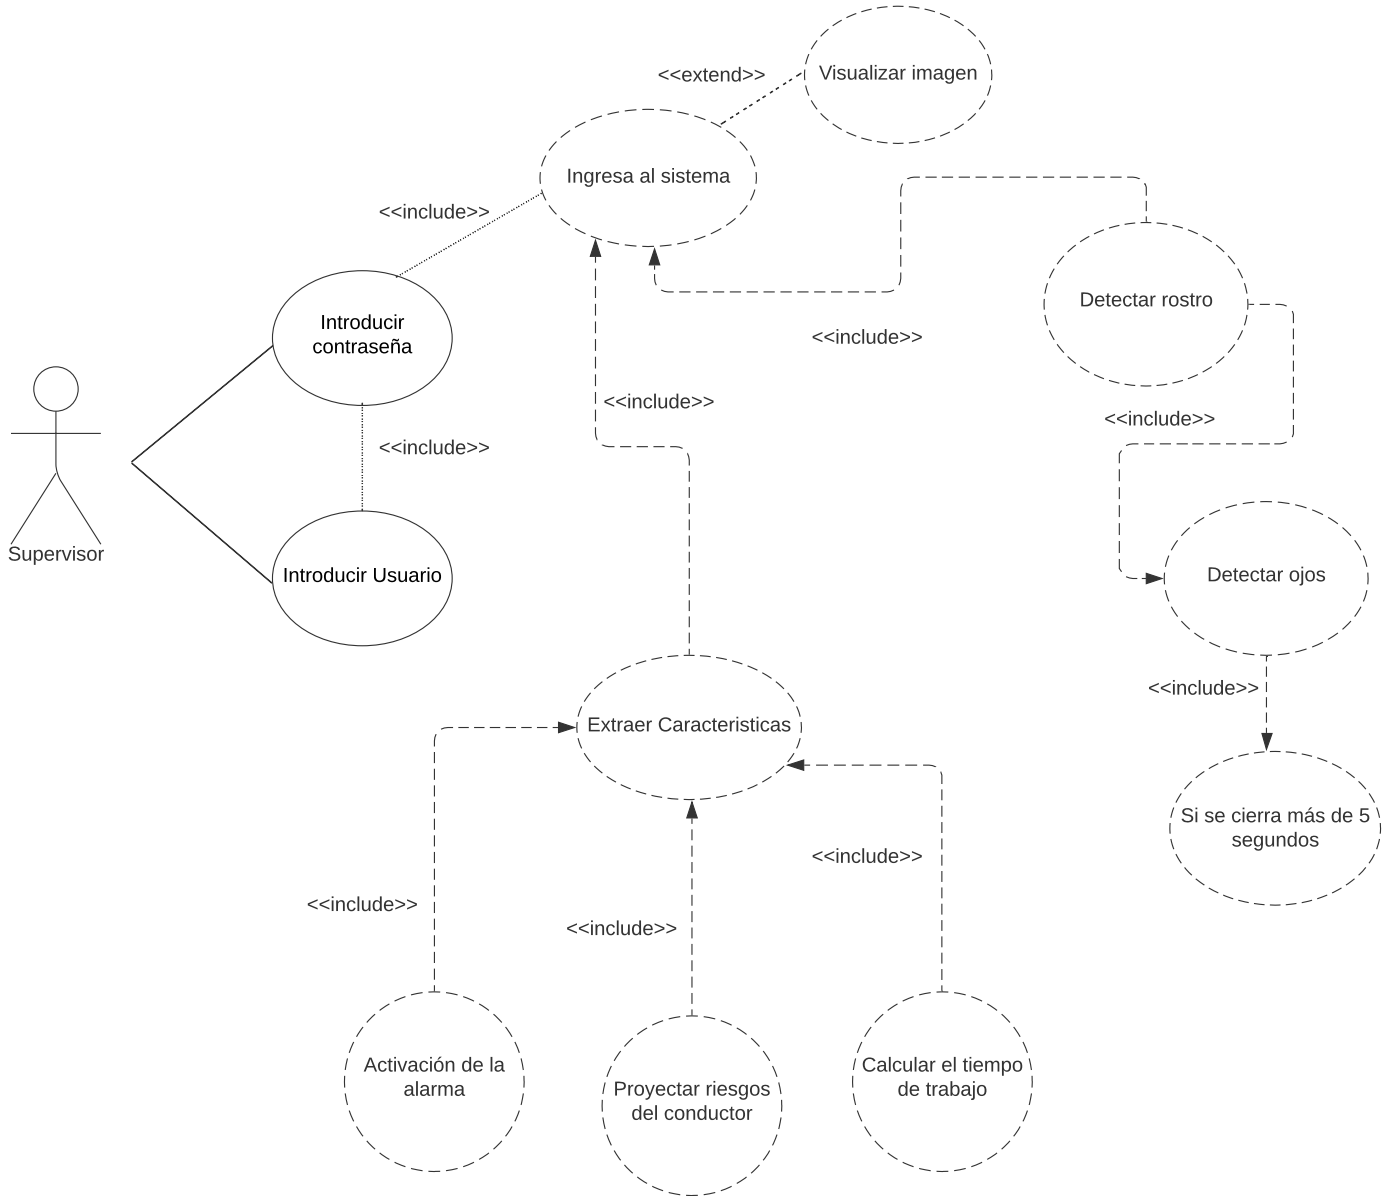 <<extend>>
Visualizar imagen
Ingresa al sistema
<<include>>
Detectar rostro
Introducir
contraseña
<<include>>
<<include>>
<<include>>
<<include>>
Supervisor
Introducir Usuario
Detectar ojos
<<include>>
Extraer Caracteristicas
Si se cierra más de 5
segundos
<<include>>
<<include>>
<<include>>
Activación de la
alarma
Proyectar riesgos
del conductor
Calcular el tiempo
de trabajo